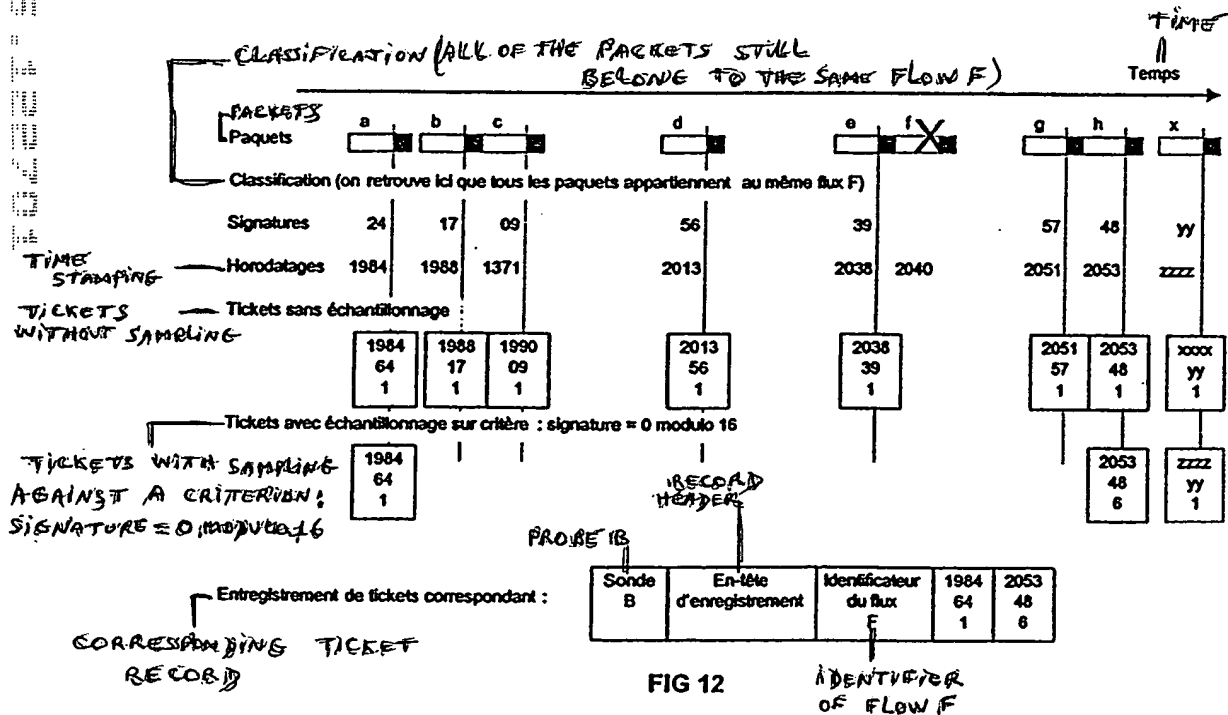 TIME
CLASSIFICATION (ALL OF THE PACKETS STILL
BELONG TO THE SAME FLOW F)
Temps
PACKETS
a b c d e f g h x
Paquets
Classification (on retrouve ici que tous les paquets appartiennent au même flux F)
Signatures 24 17 09 56 39 57 48 yy
TIME
STAMPING
Horodatages 1984 1988 1371 2013 2038 2040 2051 2053 zzzz
TICKETS
WITHOUT SAMPLING
Tickets sans échantillonnage
1984 1988 1990 2013 2038 2051 2053 xxxx
64 17 09 56 39 57 48 yy
1 1 1 1 1 1 1 1
Tickets avec échantillonnage sur critère : signature = 0 modulo 16
TICKETS WITH SAMPLING
AGAINST A CRITERION:
SIGNATURE = 0 MODULO 16
1984 2053 zzzz
64 48 yy
1 6 1
RECORD
HEADER
PROBE B
Entregistrement de tickets correspondant :
Sonde B
En-tête d'enregistrement
Identificateur du flux F
1984 2053
64 48
1 6
CORRESPONDING TICKET
RECORD
FIG 12
IDENTIFIER
OF FLOW F